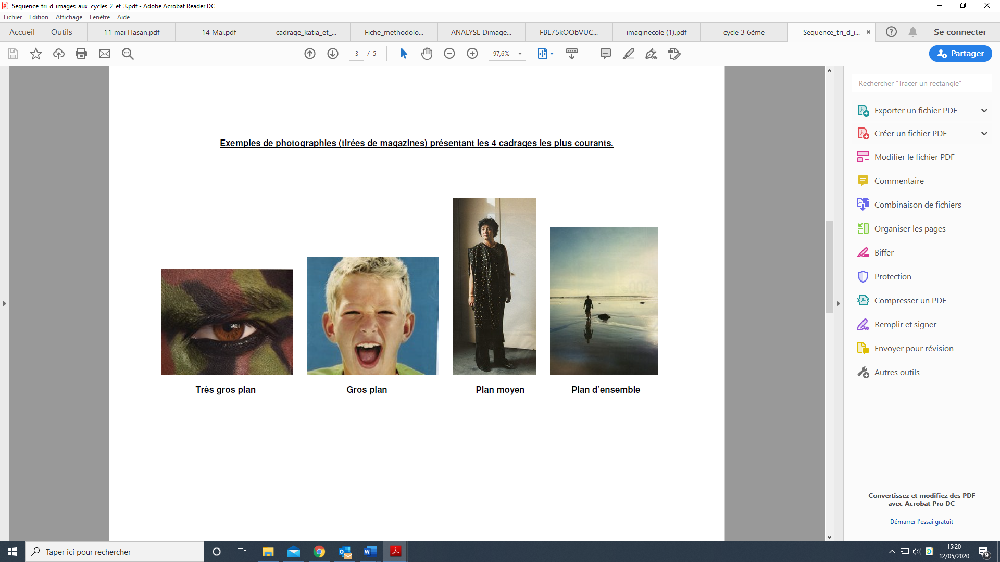 Sequence_tri_d_images_aux_cycles_2_et_3.pdf - Adobe Acrobat Reader DC
Fichier Edition Affichage Fenêtre Aide
Accueil Outils 11 mai Hasan.pdf 14 Mai.pdf cadrage_katia_et_... Fiche_methodolo... ANALYSE Dimage... FBE75kOObVUC... imaginecole (1).pdf cycle 3 6ème Sequence_tri_d_i... Se connecter
3 / 5 97,6% Partager
Rechercher "Tracer un rectangle"
Exporter un fichier PDF
Créer un fichier PDF
Modifier le fichier PDF
Commentaire
Combinaison de fichiers
Organiser les pages
Biffer
Protection
Compresser un PDF
Remplir et signer
Envoyer pour révision
Autres outils
Exemples de photographies (tirées de magazines) présentant les 4 cadrages les plus courants.
Très gros plan Gros plan Plan moyen Plan d’ensemble
Convertissez et modifiez des PDF
avec Acrobat Pro DC
Démarrer l'essai gratuit
Taper ici pour rechercher
15:20
12/05/2020
9